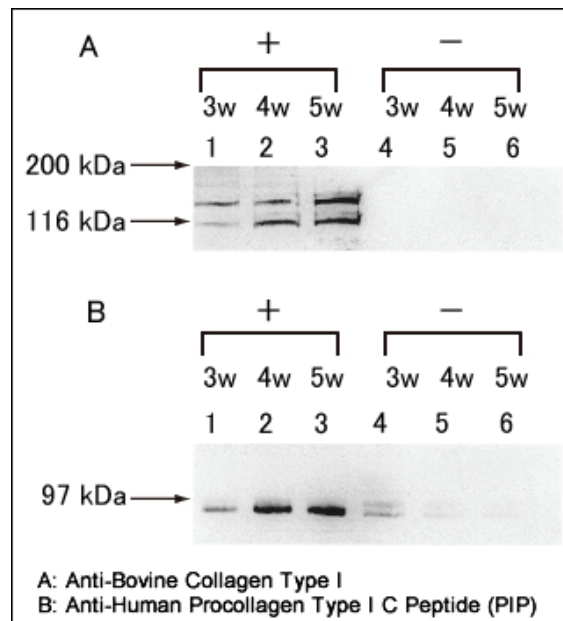 A
+ −
3w 4w 5w 3w 4w 5w
1 2 3 4 5 6
200 kDa
116 kDa
B
+ −
3w 4w 5w 3w 4w 5w
1 2 3 4 5 6
97 kDa
A: Anti-Bovine Collagen Type I
B: Anti-Human Procollagen Type I C Peptide (PIP)